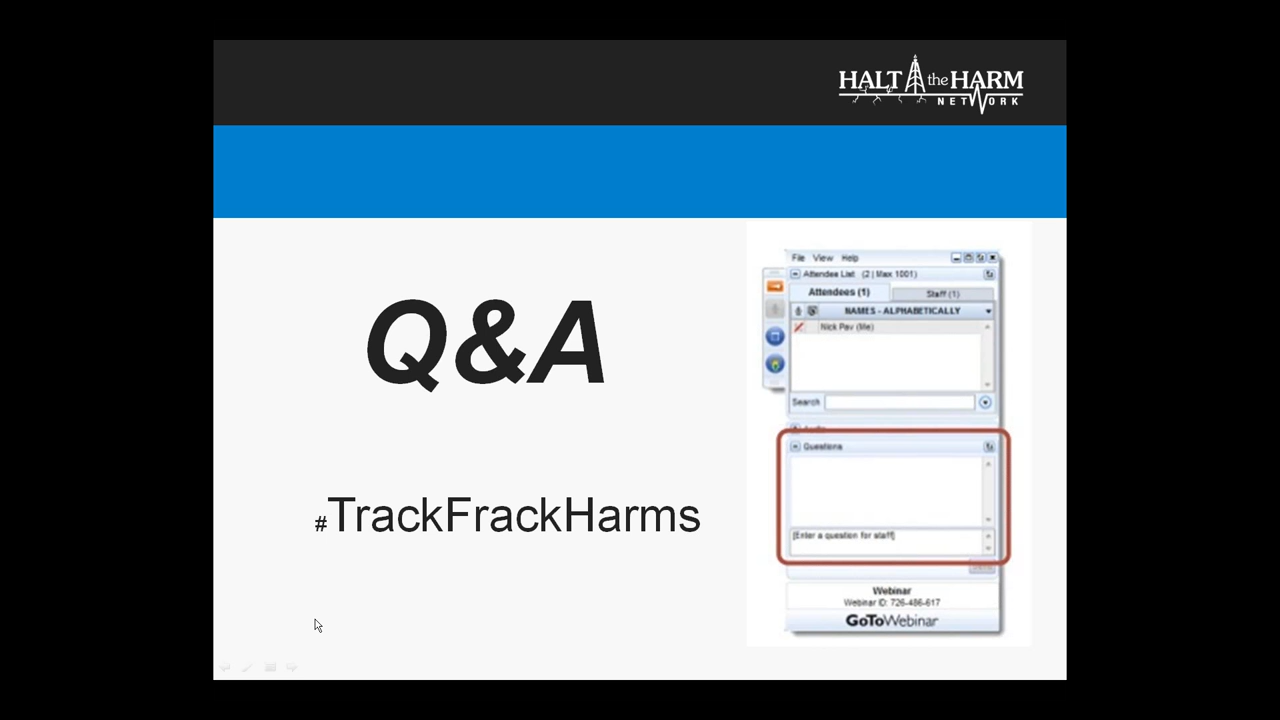 HALT the HARM
NETWORK
Q&A
#TrackFrackHarms
File View Help
Attendee List (2 | Max 1001)
Attendees (1) Staff (1)
NAMES - ALPHABETICALLY
Nick Pav (Me)
Search
Audio
Questions
[Enter a question for staff]
Webinar
Webinar ID: 726-486-617
GoToWebinar